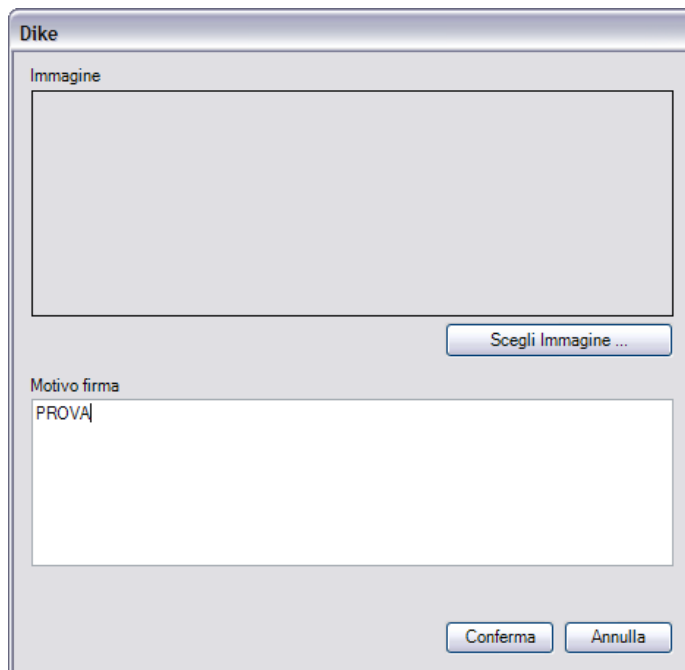 Dike
Immagine
Scegli Immagine ...
Motivo firma
PROVA
Conferma Annulla